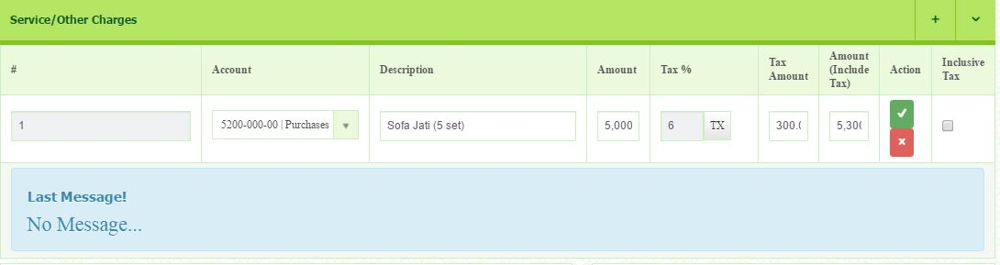 Service/Other Charges
+
# Account Description Amount Tax % Tax Amount Amount (Include Tax) Action Inclusive Tax
1 5200-000-00 | Purchases Sofa Jati (5 set) 5,000 6 TX 300.( 5,30(
Last Message!
No Message...